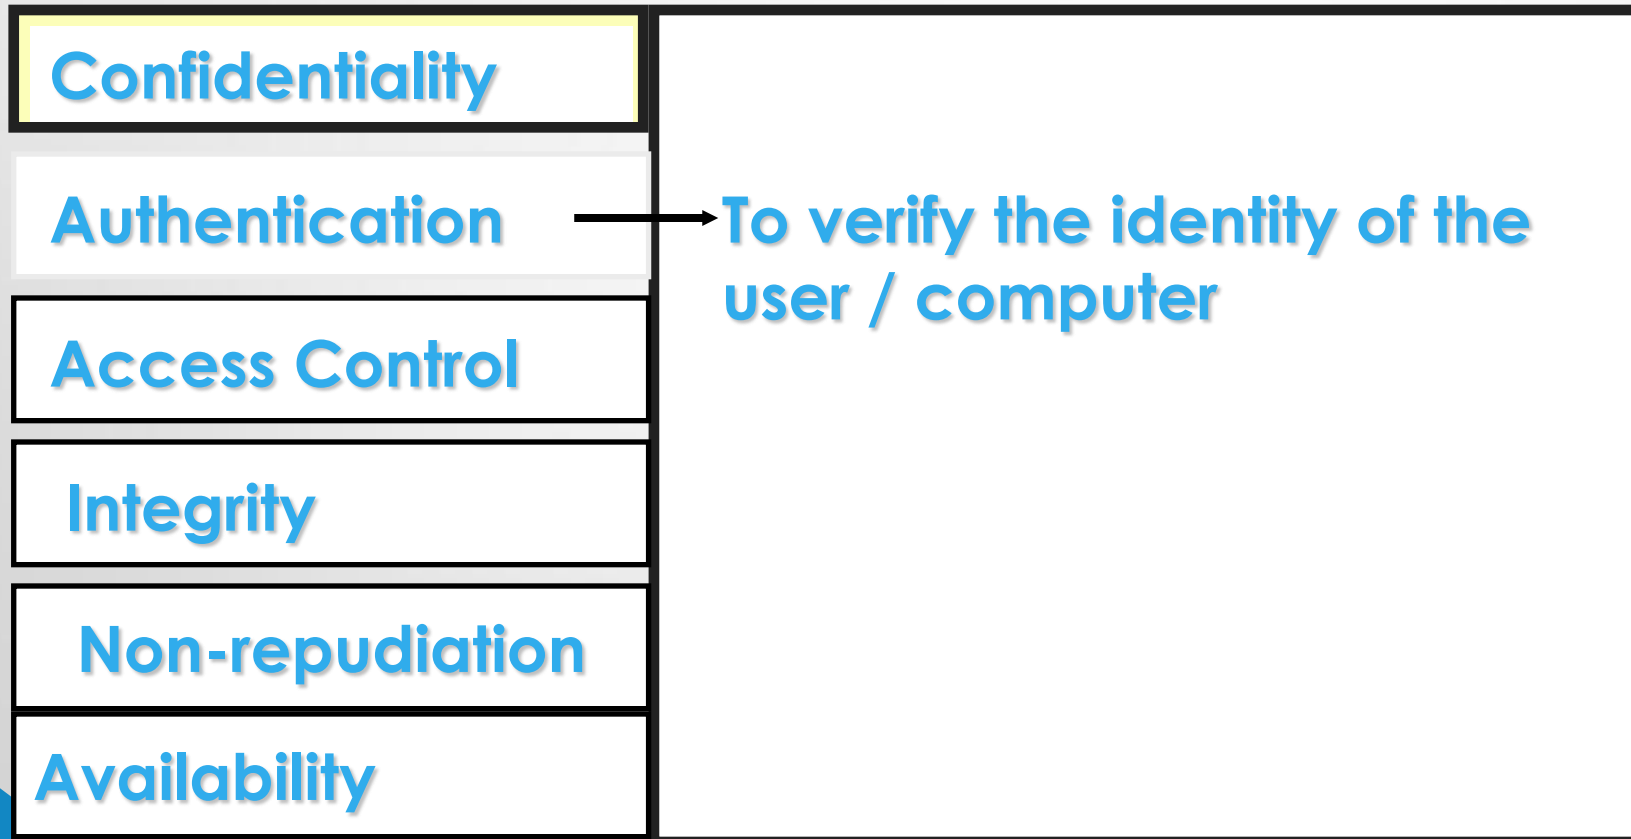 Confidentiality
Authentication
To verify the identity of the
user / computer
Access Control
Integrity
Non-repudiation
Availability